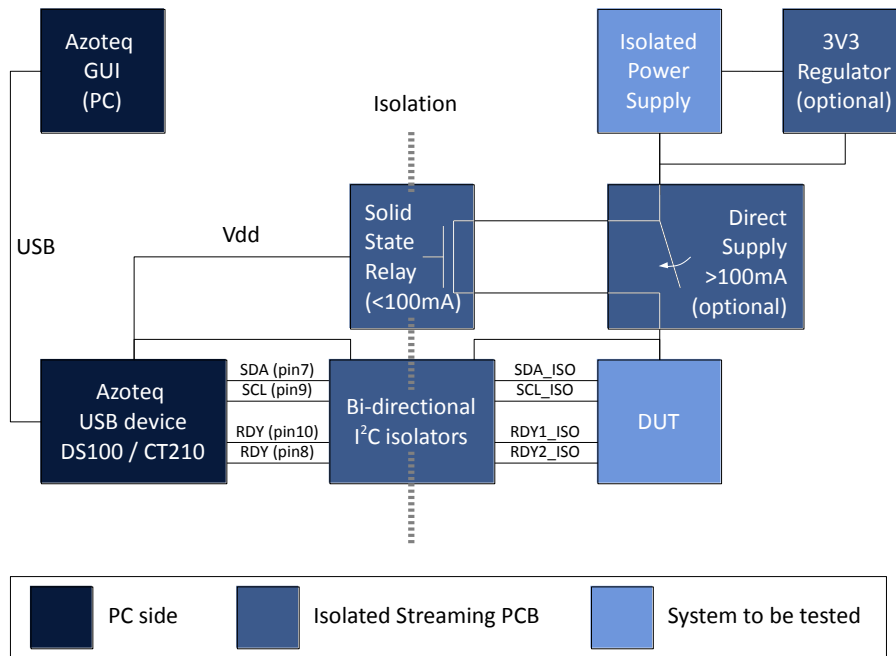 Azoteq
GUI
(PC)
Isolated
Power
Supply
3V3
Regulator
(optional)
Isolation
USB
Vdd
Solid
State
Relay
(<100mA)
Direct
Supply
>100mA
(optional)
Azoteq
USB device
DS100 / CT210
SDA (pin7)
SCL (pin9)
RDY (pin10)
RDY (pin8)
Bi-directional
I²C isolators
SDA_ISO
SCL_ISO
RDY1_ISO
RDY2_ISO
DUT
PC side
Isolated Streaming PCB
System to be tested